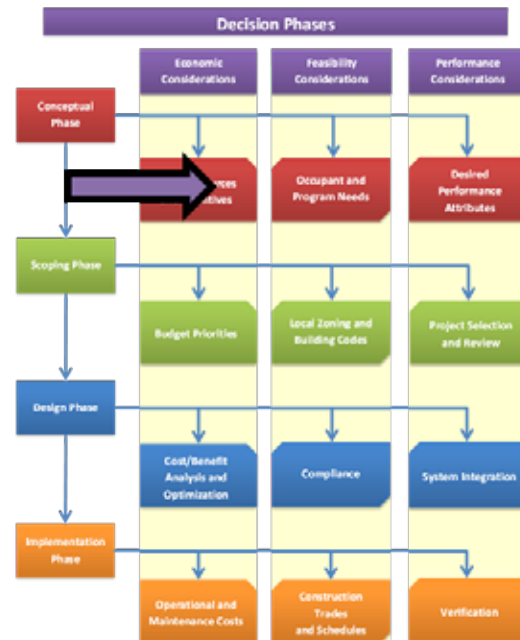 Decision Phases
Economic
Considerations
Feasibility
Considerations
Performance
Considerations
Conceptual
Phase
Occupant and
Program Needs
Desired
Performance
Attributes
Scoping Phase
Budget Priorities
Local Zoning and
Building Codes
Project Selection
and Review
Design Phase
Cost/Benefit
Analysis and
Optimization
Compliance
System Integration
Implementation
Phase
Operational and
Maintenance Costs
Construction
Trades
and Schedules
Verification